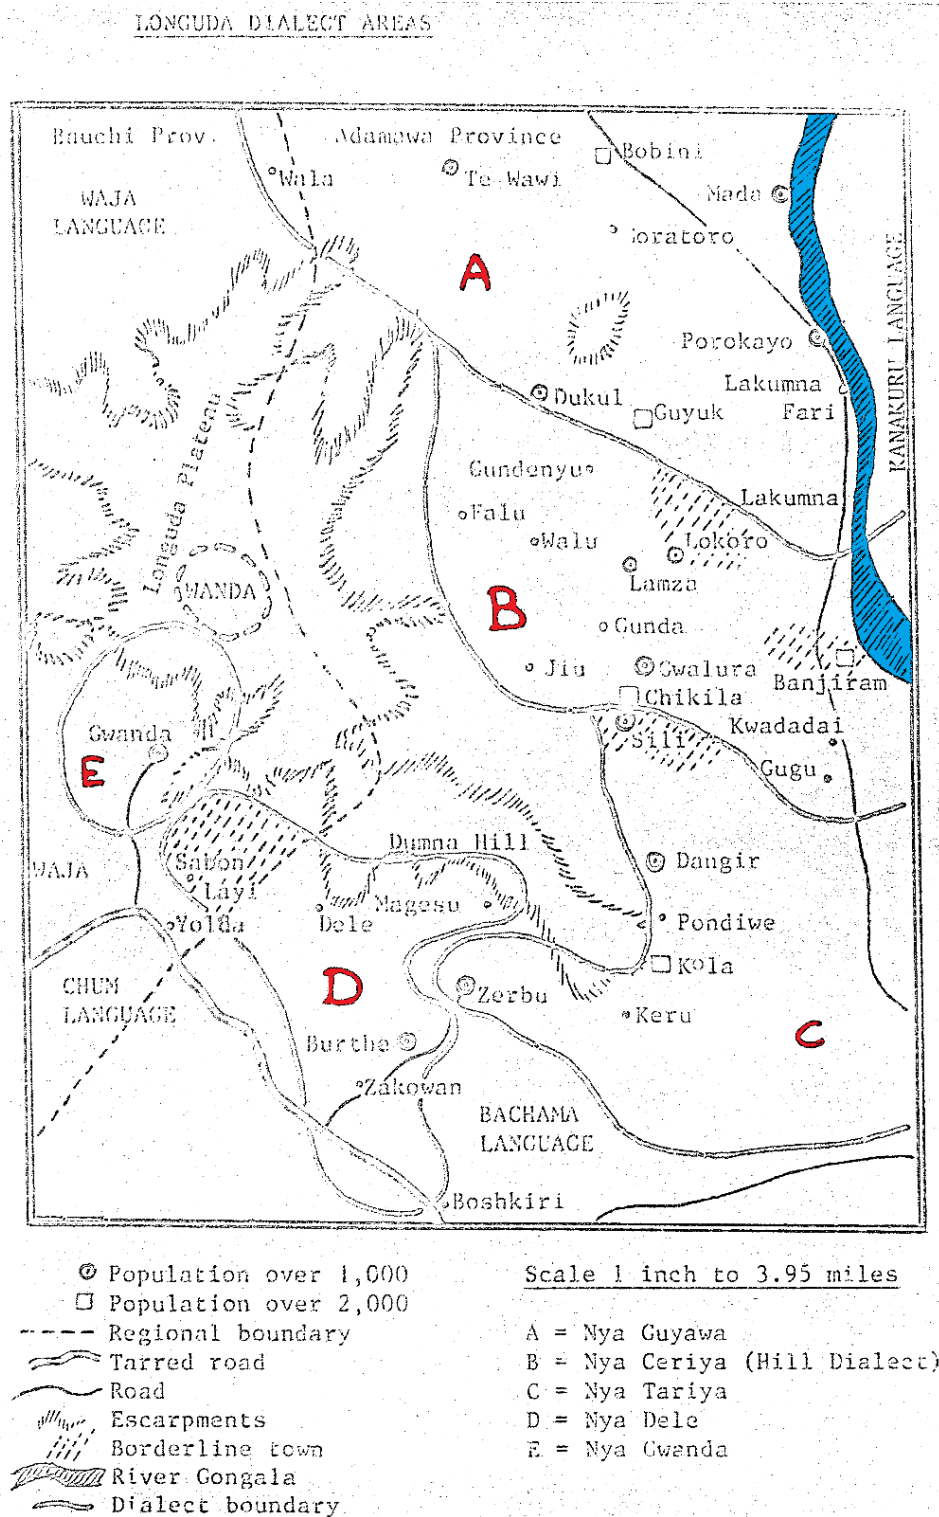 LONGUDA DIALECT AREAS
Bauchi Prov.
Adamawa Province
Bobini
Wala
Te Wawi
Mada
WAJA
LANGUAGE
KANAKURU LANGUAGE
A
Porokayo
Lakumna
Fari
Dukul
Guyuk
Longuda Plateau
Gundenyu
Lakumna
Faiu
Walu
Lokoro
Lamza
WANDA
B
Gunda
Jiu
Gwalura
Banjiram
Chikila
Gwanda
Sili
Kwadadai
E
Gugu
Dumna Hill
Dangir
WAJA
Sabon
Layi
Magesu
Dele
Yolda
Pondiwe
Kola
CHUM
LANGUAGE
D
Zerbu
Keru
C
Burthe
Zakowan
BACHAMA
LANGUAGE
Boshkiri
Population over 1,000
Population over 2,000
Regional boundary
Tarred road
Road
Escarpments
Borderline town
River Gongala
Dialect boundary
Scale 1 inch to 3.95 miles
A = Nya Guyawa
B = Nya Ceriya (Hill Dialect)
C = Nya Tariya
D = Nya Dele
E = Nya Gwanda